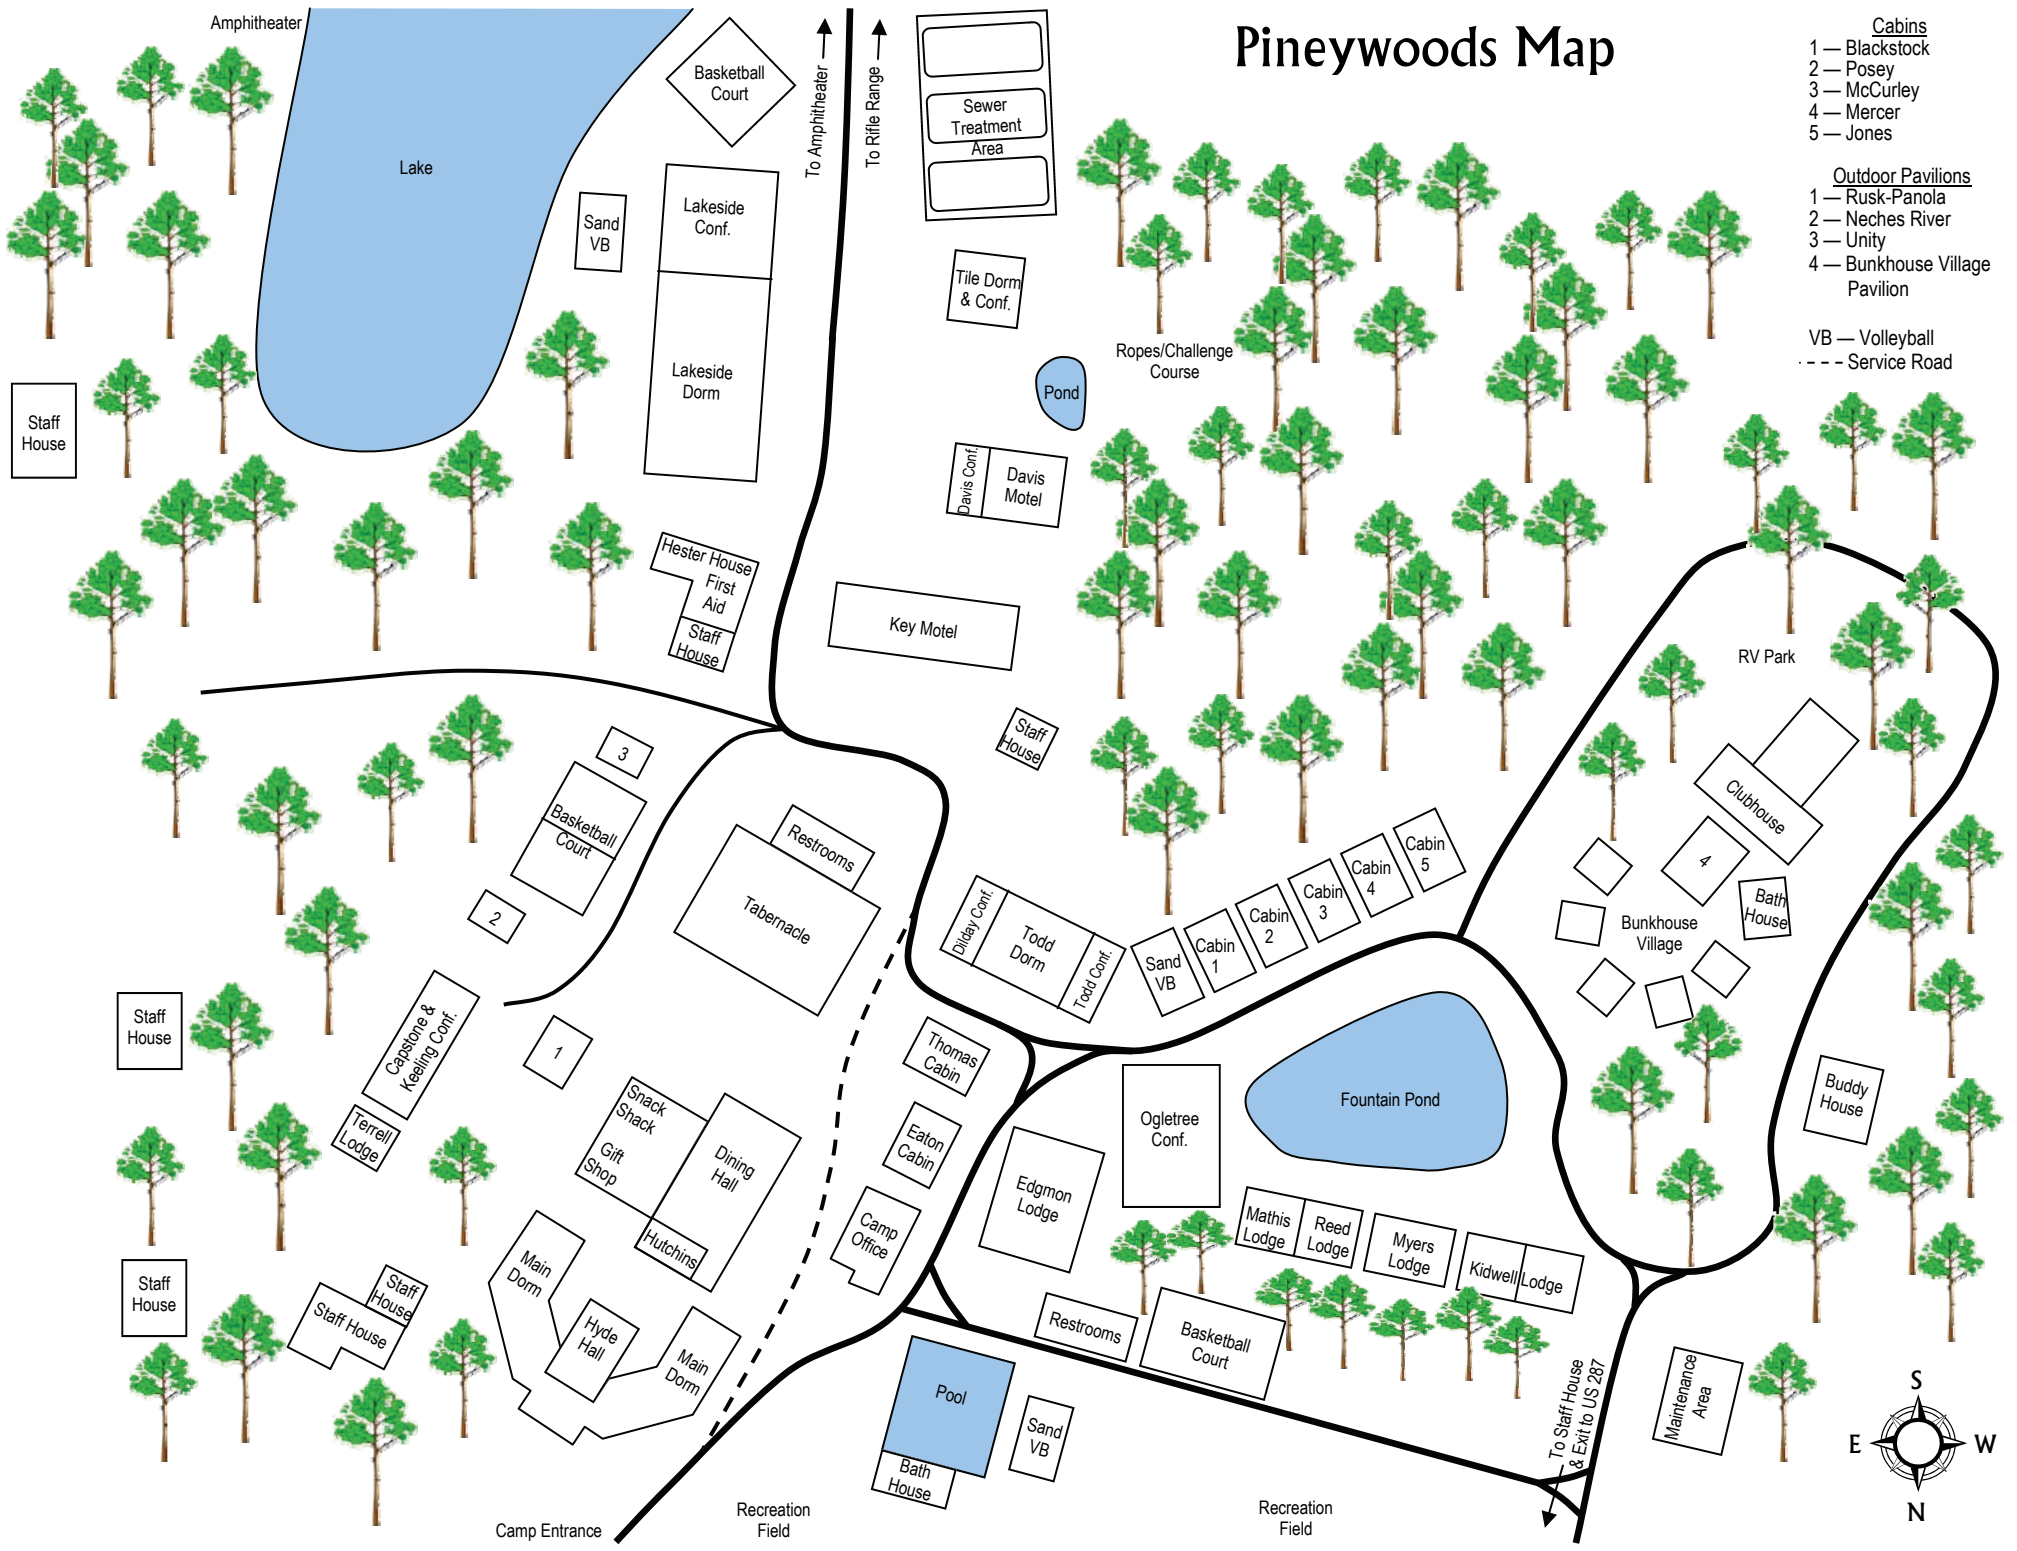 Pineywoods Map
Cabins
1 — Blackstock
2 — Posey
3 — McCurley
4 — Mercer
5 — Jones
Outdoor Pavilions
1 — Rusk-Panola
2 — Neches River
3 — Unity
4 — Bunkhouse Village
Pavilion
VB — Volleyball
Service Road
Amphitheater
Lake
Basketball
Court
To Amphitheater
To Rifle Range
Sewer
Treatment
Area
Sand
VB
Lakeside
Conf.
Lakeside
Dorm
Tile Dorm
& Conf.
Ropes/Challenge
Course
Pond
Staff
House
Davis Conf.
Davis
Motel
Hester House
First
Aid
Staff
House
Key Motel
RV Park
Staff
House
3
Basketball
Court
2
Restrooms
Tabernacle
Clubhouse
4
Bath
House
Bunkhouse
Village
Cabin
5
Cabin
4
Cabin
3
Cabin
2
Cabin
1
Sand
VB
Dilday Conf.
Todd
Dorm
Todd Conf.
Staff
House
Capstone &
Keeling Conf.
1
Terrell
Lodge
Thomas
Cabin
Eaton
Cabin
Camp
Office
Snack
Shack
Gift
Shop
Dining
Hall
Hutchins
Ogletree
Conf.
Fountain Pond
Buddy
House
Edgmon
Lodge
Mathis
Lodge
Reed
Lodge
Myers
Lodge
Kidwell Lodge
Staff
House
Staff
House
Staff House
Main
Dorm
Hyde
Hall
Main
Dorm
Restrooms
Basketball
Court
Pool
Bath
House
Sand
VB
To Staff House
& Exit to US 287
Maintenance
Area
S
E
W
N
Camp Entrance
Recreation
Field
Recreation
Field